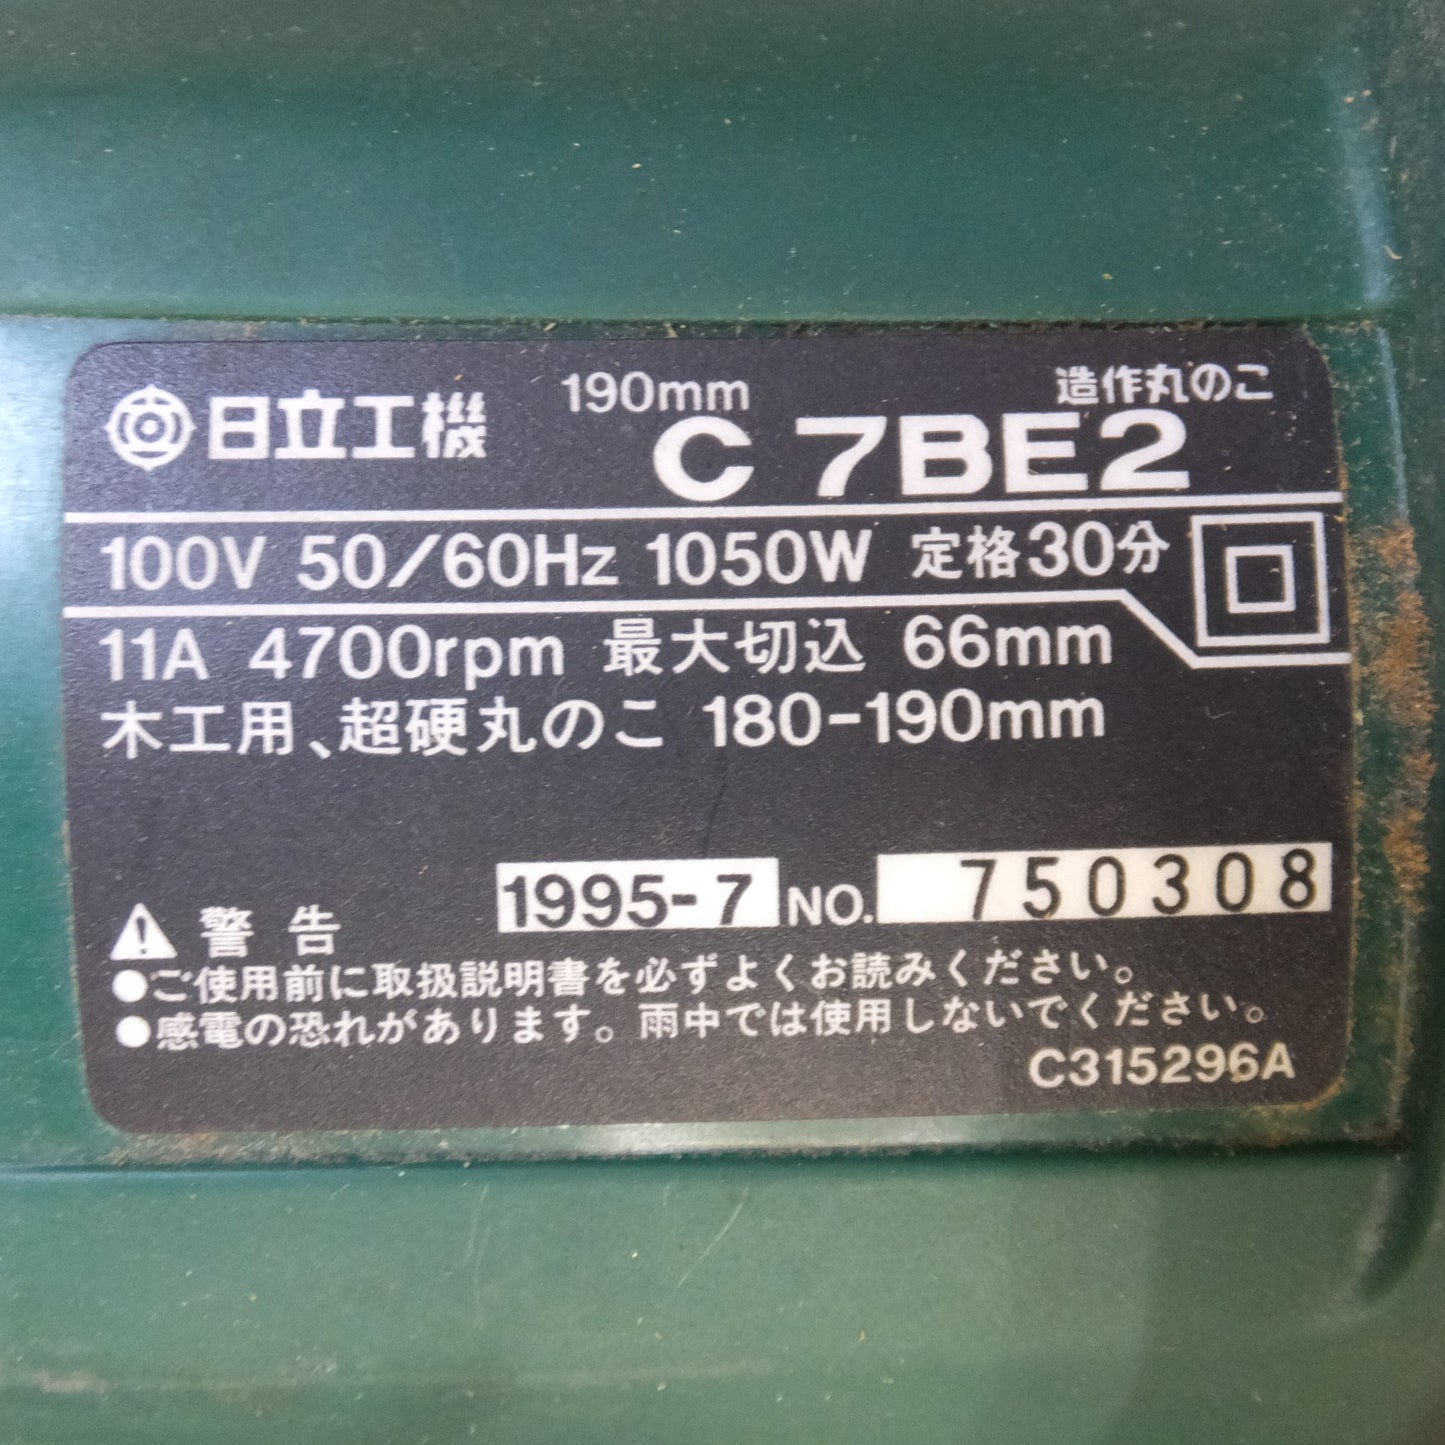 日立工機 190mm 造作丸のこ
C 7BE2
100V 50/60Hz 1050W 定格30分
11A 4700rpm 最大切込 66mm
木工用、超硬丸のこ 180-190mm
1995-7 NO. 750308
警告
●ご使用前に取扱説明書を必ずよくお読みください。
●感電の恐れがあります。雨中では使用しないでください。
C315296A